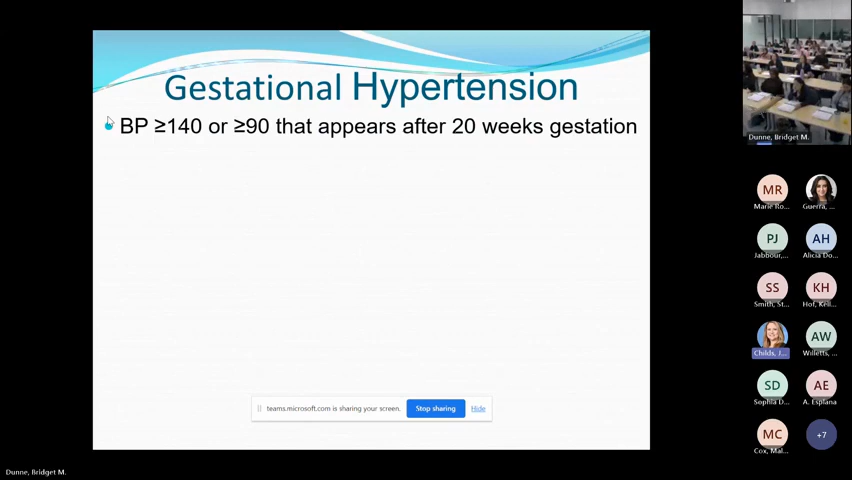 Gestational Hypertension
BP ≥140 or ≥90 that appears after 20 weeks gestation
teams.microsoft.com is sharing your screen.
Stop sharing
Hide
Dunne, Bridget M.
MR
Marie Ro...
Guerra, ...
PJ
Jabbour,...
AH
Alicia Do...
SS
Smith, St...
KH
Hof, Kell...
Childs, J...
AW
Willetts, ...
SD
Sophia D...
AE
A. Esplana
MC
Cox, Mal...
+7
Dunne, Bridget M.